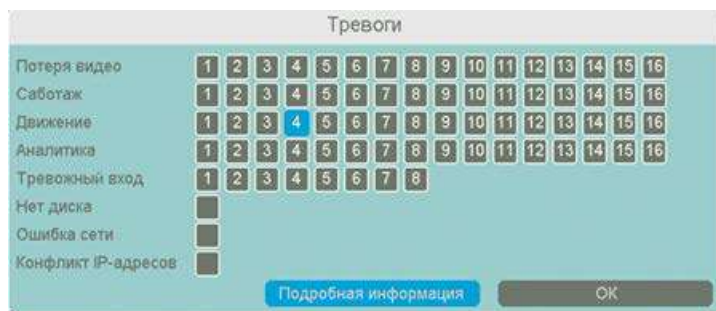 Тревоги
Потеря видео 1 2 3 4 5 6 7 8 9 10 11 12 13 14 15 16
Саботаж 1 2 3 4 5 6 7 8 9 10 11 12 13 14 15 16
Движение 1 2 3 4 5 6 7 8 9 10 11 12 13 14 15 16
Аналитика 1 2 3 4 5 6 7 8 9 10 11 12 13 14 15 16
Тревожный вход 1 2 3 4 5 6 7 8
Нет диска
Ошибка сети
Конфликт IP-адресов
Подробная информация OK